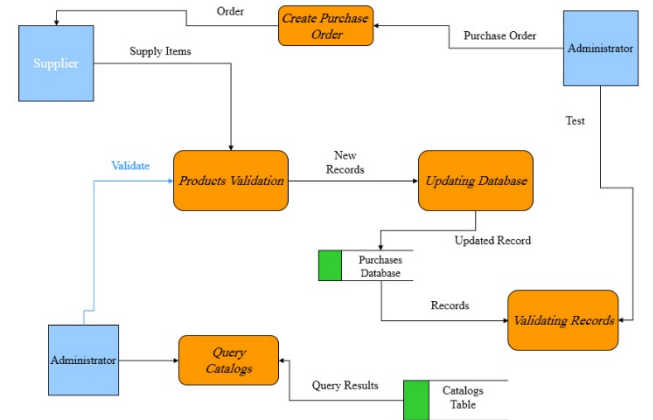 Order
Create Purchase
Order
Purchase Order
Administrator
Supplier
Supply Items
Test
Validate
Products Validation
New
Records
Updating Database
Updated Record
Purchases
Database
Records
Validating Records
Administrator
Query
Catalogs
Query Results
Catalogs
Table